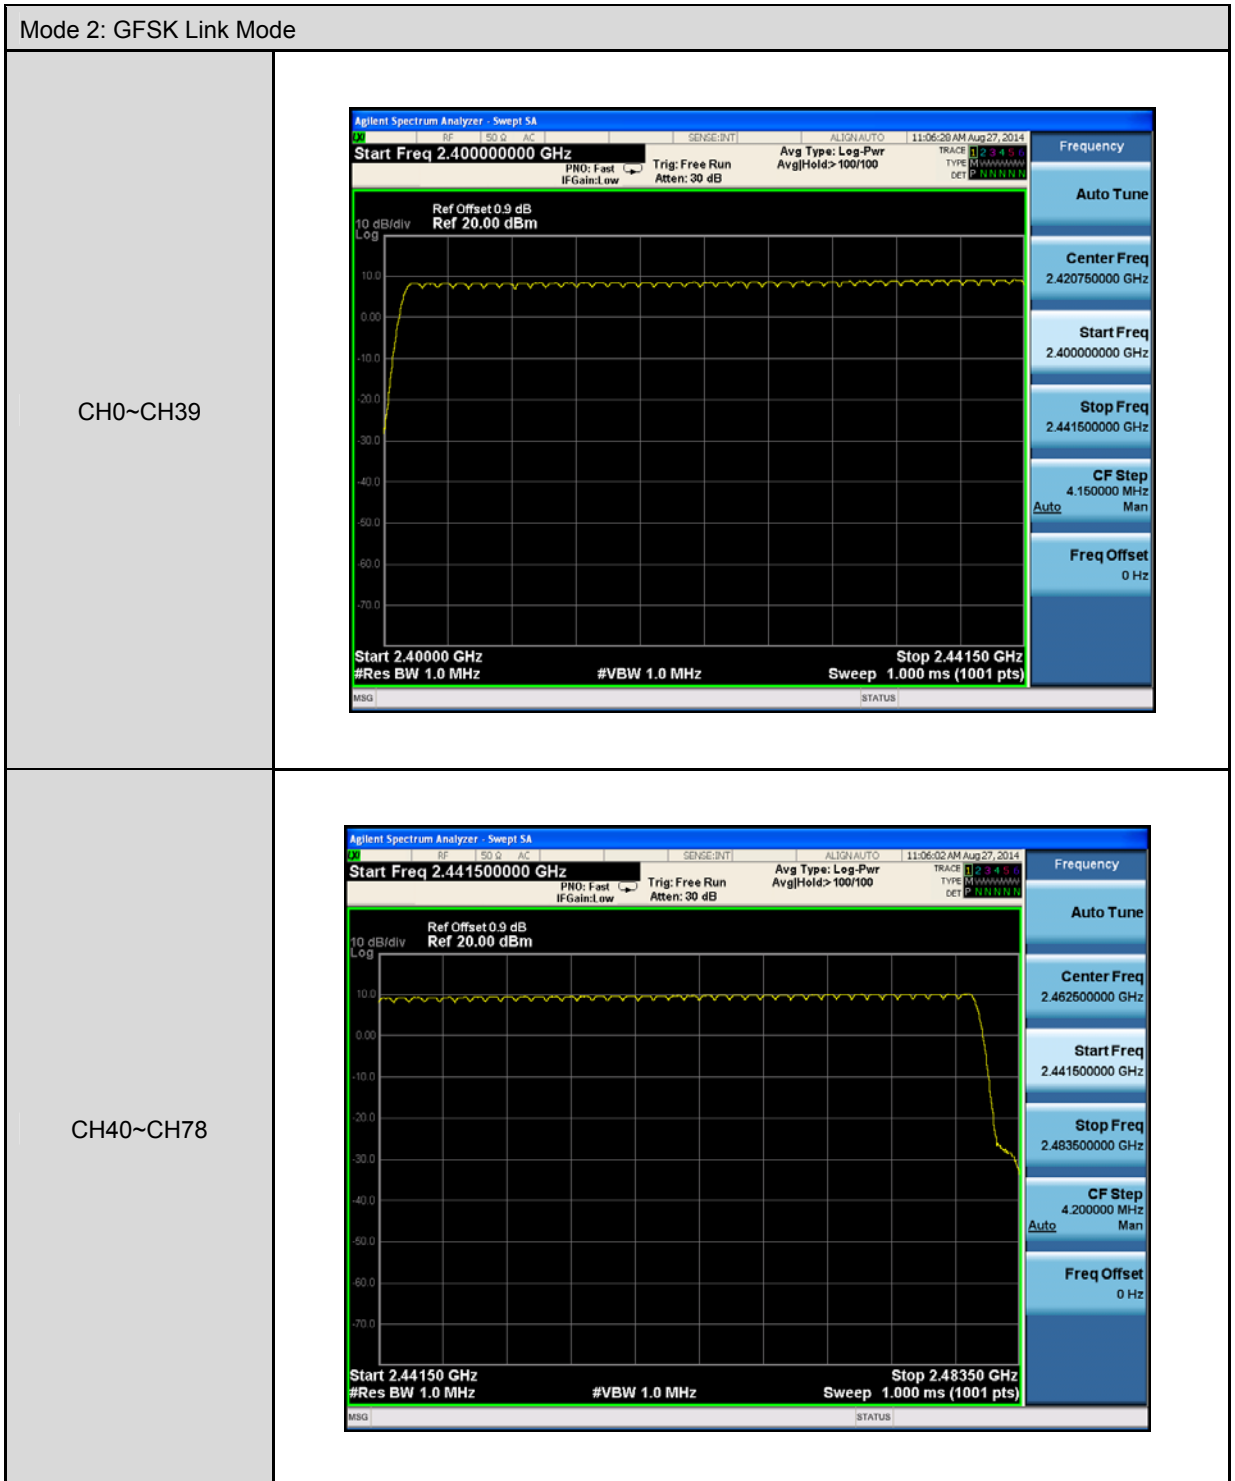 Mode 2: GFSK Link Mode
CH0~CH39
Agilent Spectrum Analyzer - Swept SA
RF 50 Ω AC SENSE:INT ALIGN AUTO 11:06:28 AM Aug 27, 2014
Start Freq 2.400000000 GHz
PNO: Fast
IFGain:Low
Trig: Free Run
Atten: 30 dB
Avg Type: Log-Pwr
Avg|Hold:> 100/100
TRACE 1 2 3 4 5 6
TYPE M WWWWW
DET P N N N N N
Ref Offset 0.9 dB
10 dB/div Ref 20.00 dBm
Log
10.0
0.00
-10.0
-20.0
-30.0
-40.0
-50.0
-60.0
-70.0
Start 2.40000 GHz Stop 2.44150 GHz
#Res BW 1.0 MHz #VBW 1.0 MHz Sweep 1.000 ms (1001 pts)
MSG STATUS
Frequency
Auto Tune
Center Freq
2.420750000 GHz
Start Freq
2.400000000 GHz
Stop Freq
2.441500000 GHz
CF Step
4.150000 MHz
Auto Man
Freq Offset
0 Hz
CH40~CH78
Agilent Spectrum Analyzer - Swept SA
RF 50 Ω AC SENSE:INT ALIGN AUTO 11:06:02 AM Aug 27, 2014
Start Freq 2.441500000 GHz
PNO: Fast
IFGain:Low
Trig: Free Run
Atten: 30 dB
Avg Type: Log-Pwr
Avg|Hold:> 100/100
TRACE 1 2 3 4 5 6
TYPE M WWWWW
DET P N N N N N
Ref Offset 0.9 dB
10 dB/div Ref 20.00 dBm
Log
10.0
0.00
-10.0
-20.0
-30.0
-40.0
-50.0
-60.0
-70.0
Start 2.44150 GHz Stop 2.48350 GHz
#Res BW 1.0 MHz #VBW 1.0 MHz Sweep 1.000 ms (1001 pts)
MSG STATUS
Frequency
Auto Tune
Center Freq
2.462500000 GHz
Start Freq
2.441500000 GHz
Stop Freq
2.483500000 GHz
CF Step
4.200000 MHz
Auto Man
Freq Offset
0 Hz